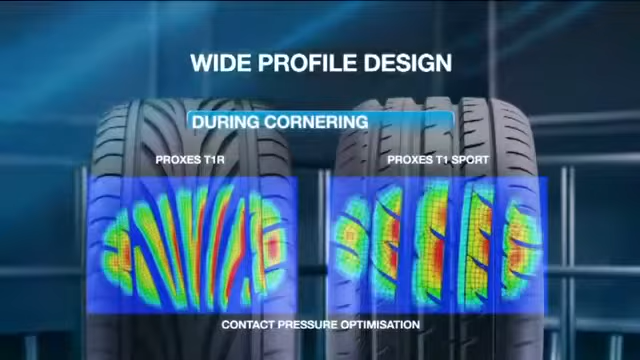 WIDE PROFILE DESIGN
DURING CORNERING
PROXES T1R
PROXES T1 SPORT
CONTACT PRESSURE OPTIMISATION